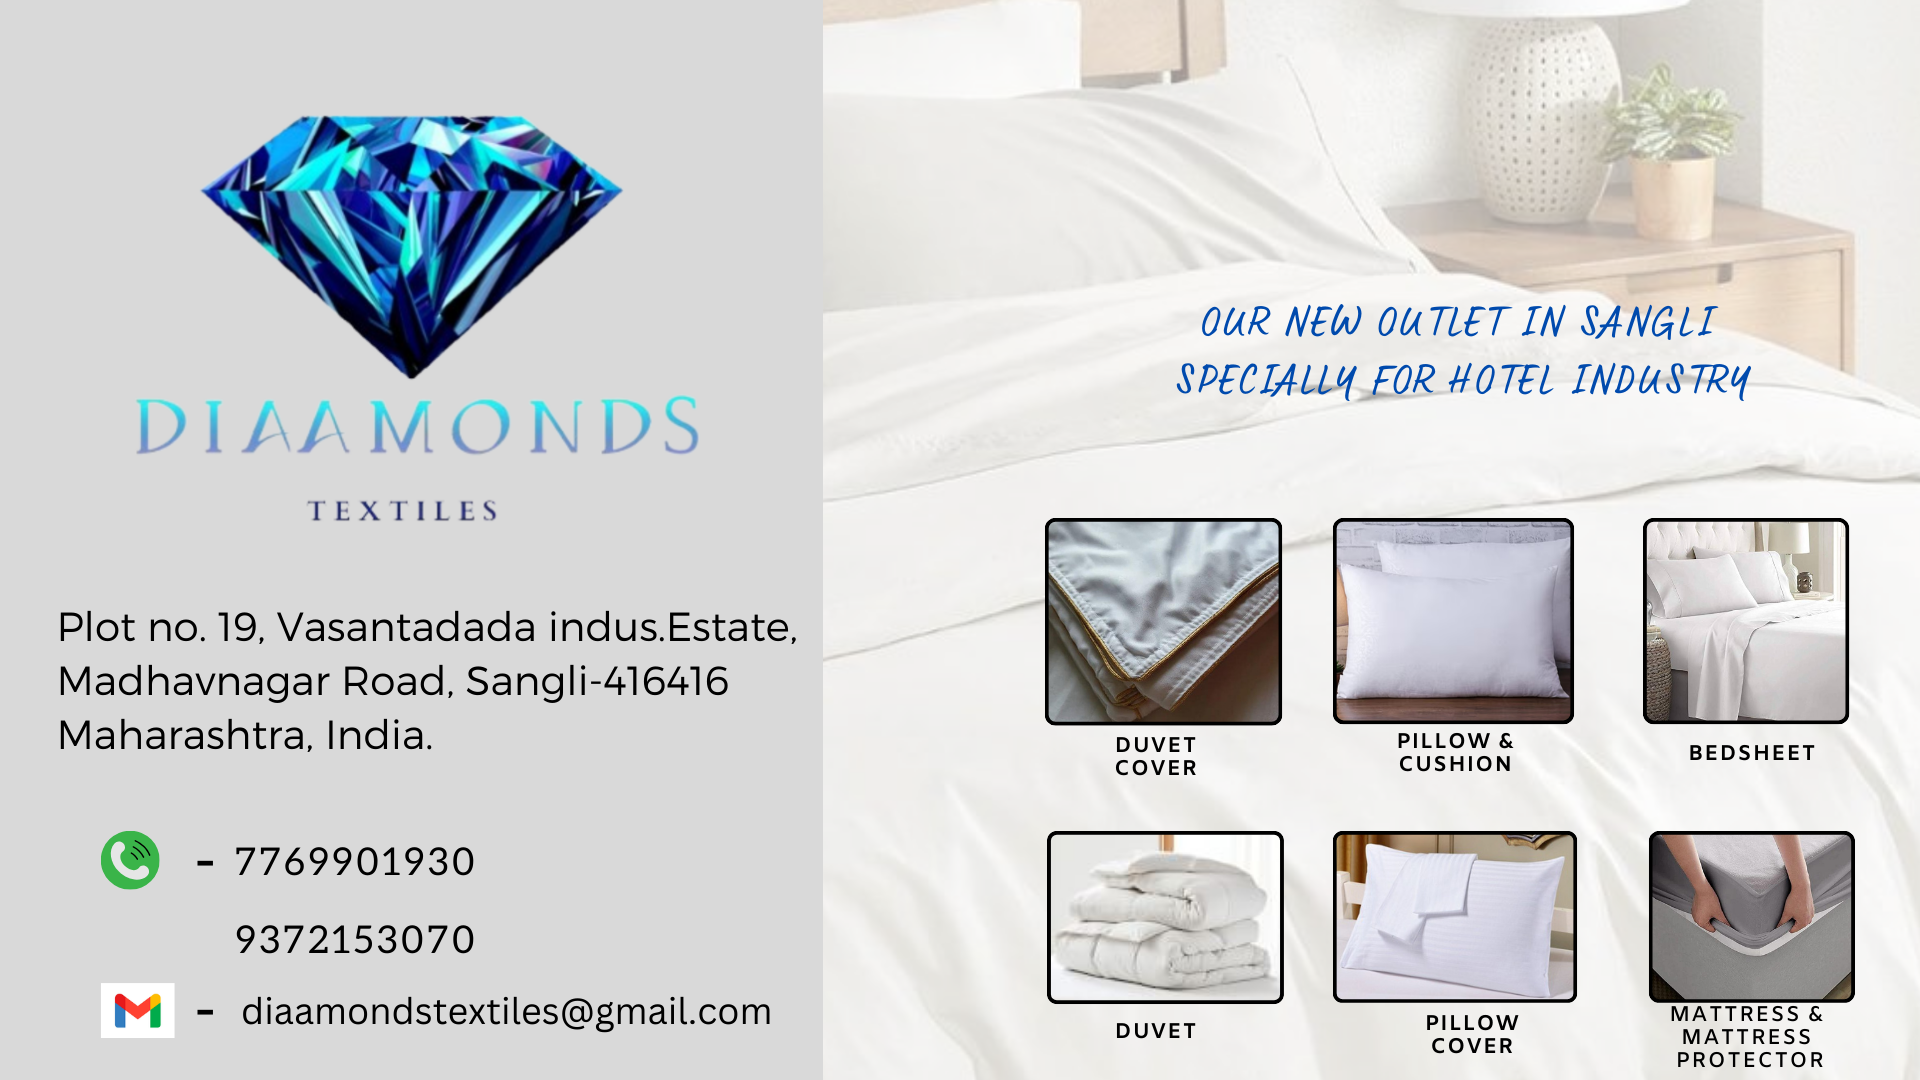 DIAAMONDS
TEXTILES
Plot no. 19, Vasantadada indus.Estate,
Madhavnagar Road, Sangli-416416
Maharashtra, India.
- 7769901930
9372153070
- diaamondstextiles@gmail.com
OUR NEW OUTLET IN SANGLI
SPECIALLY FOR HOTEL INDUSTRY
DUVET
COVER
PILLOW &
CUSHION
BEDSHEET
DUVET
PILLOW
COVER
MATTRESS &
MATTRESS
PROTECTOR